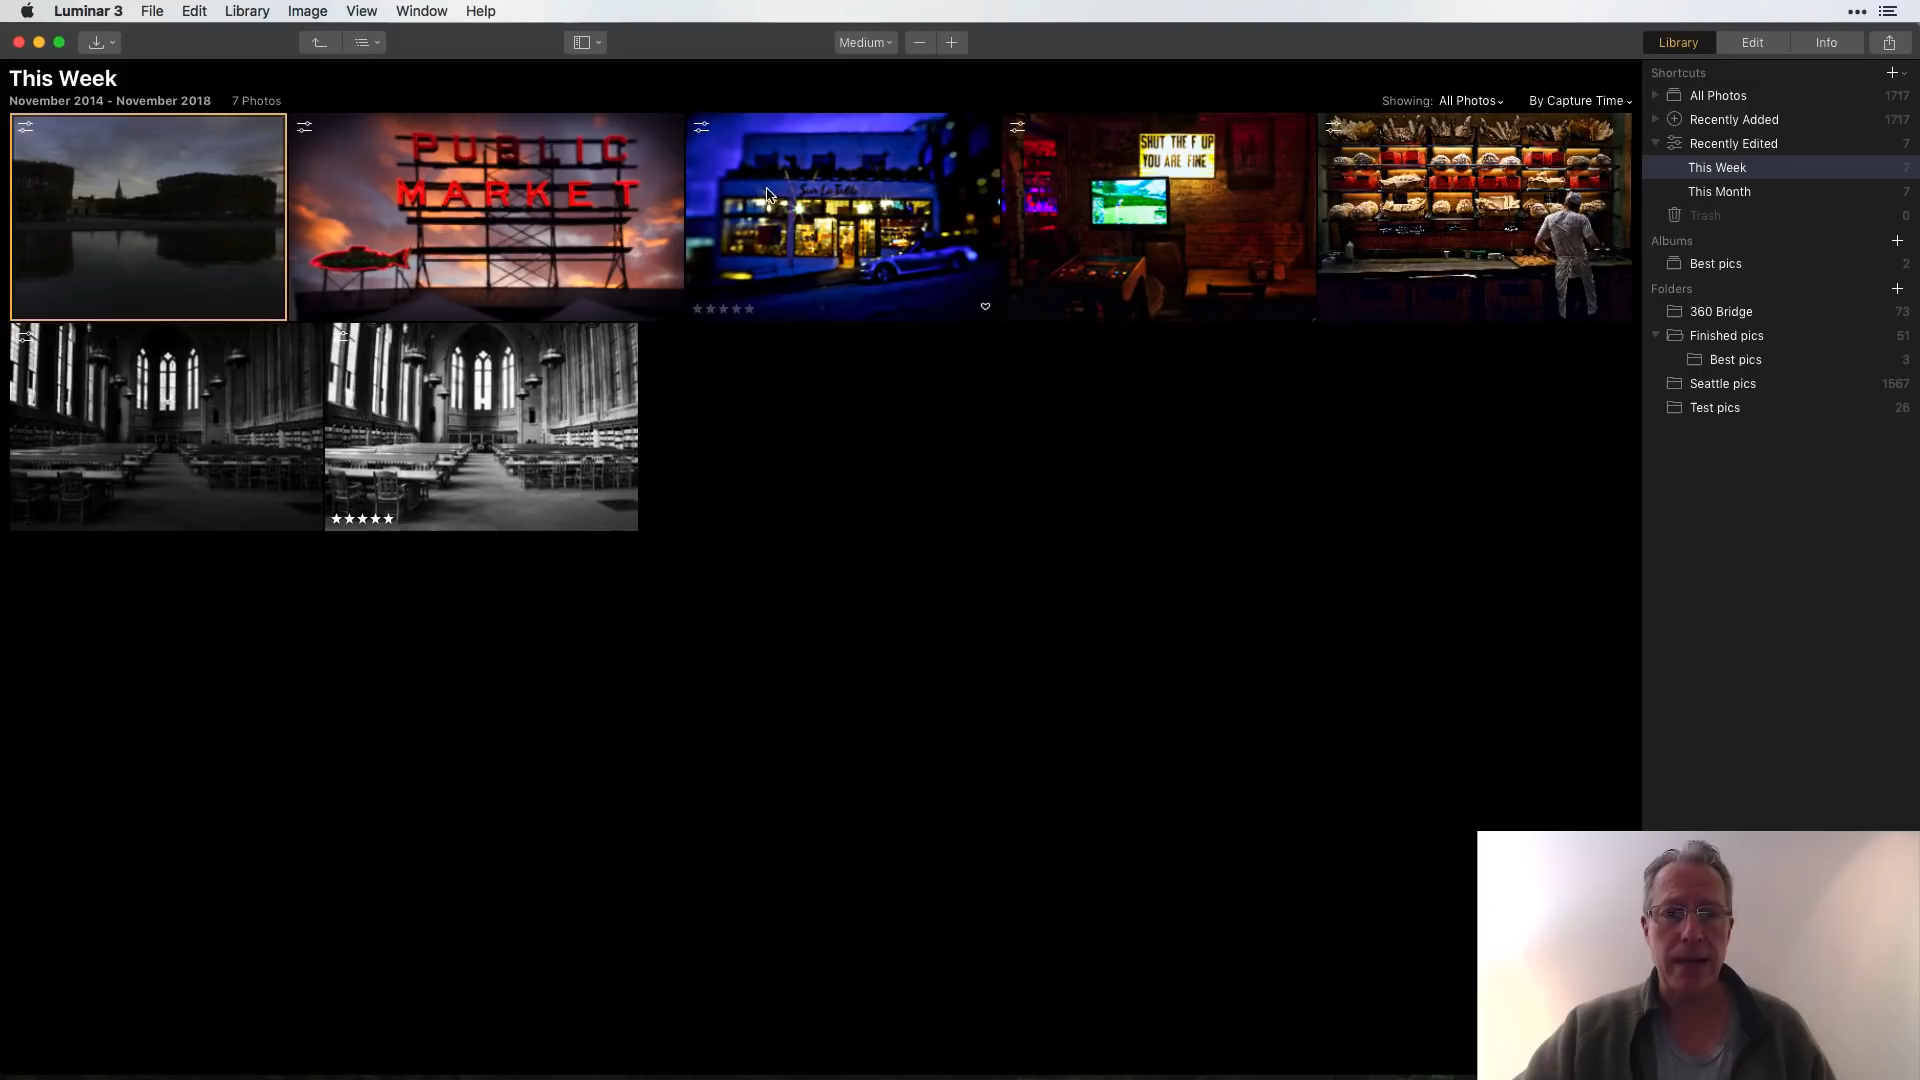 Luminar 3 File Edit Library Image View Window Help
Medium
Library Edit Info
This Week
November 2014 - November 2018 7 Photos
Showing: All Photos By Capture Time
PUBLIC
MARKET
Sur La Table
SHUT THE F UP
YOU ARE FINE
Shortcuts
All Photos 1717
Recently Added 1717
Recently Edited 7
This Week 7
This Month 7
Trash 0
Albums
Best pics 2
Folders
360 Bridge 73
Finished pics 51
Best pics 3
Seattle pics 1567
Test pics 26